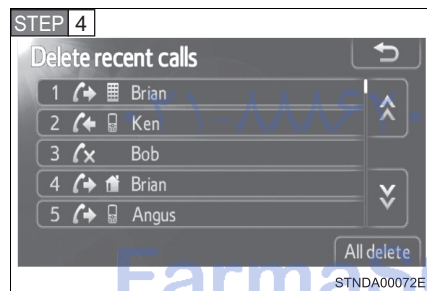 STEP 4
Delete recent calls
1 Brian
2 Ken
3 Bob
4 Brian
5 Angus
All delete
STNDA00072E